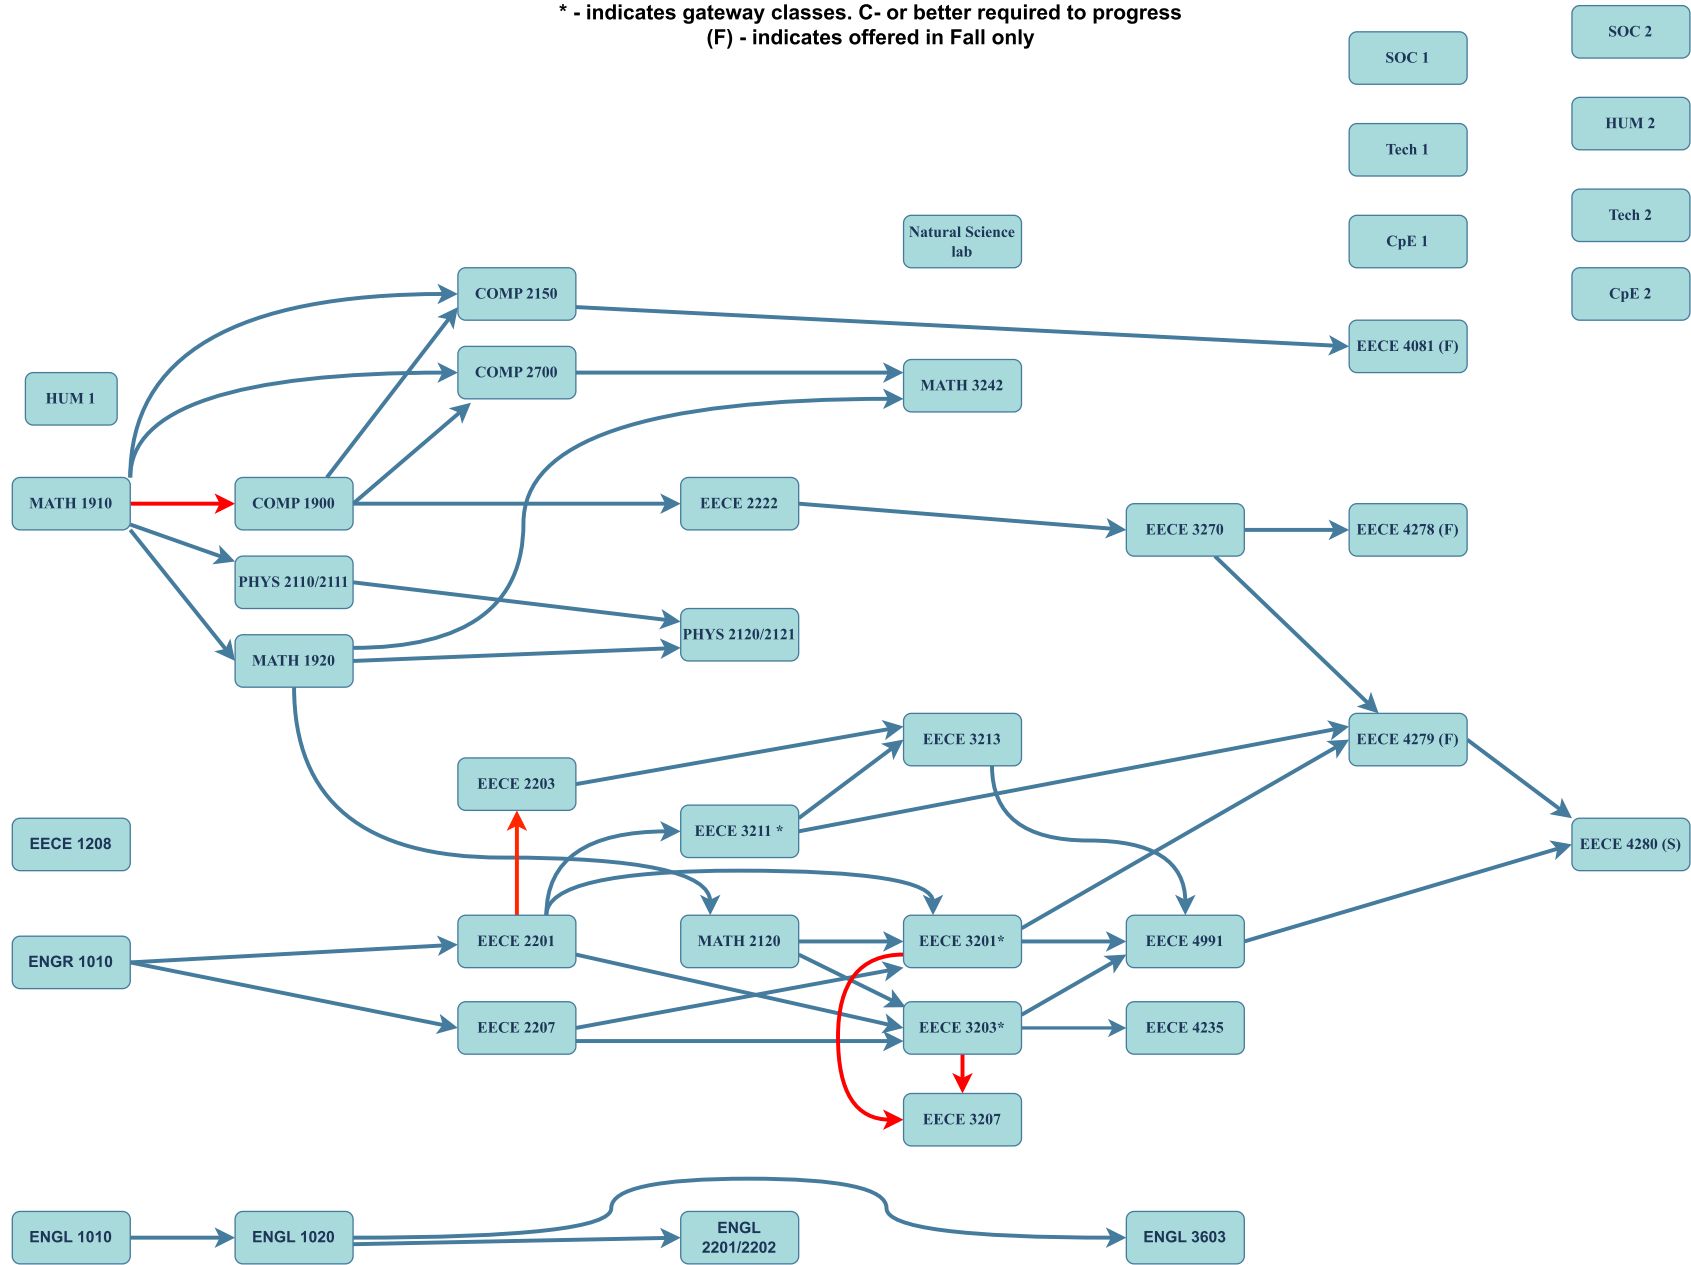 * - indicates gateway classes. C- or better required to progress
(F) - indicates offered in Fall only
SOC 1
SOC 2
Tech 1
HUM 2
Natural Science
lab
CpE 1
Tech 2
COMP 2150
CpE 2
EECE 4081 (F)
COMP 2700
MATH 3242
HUM 1
MATH 1910
COMP 1900
EECE 2222
EECE 3270
EECE 4278 (F)
PHYS 2110/2111
PHYS 2120/2121
MATH 1920
EECE 3213
EECE 4279 (F)
EECE 2203
EECE 3211 *
EECE 1208
EECE 4280 (S)
EECE 2201
MATH 2120
EECE 3201*
EECE 4991
ENGR 1010
EECE 2207
EECE 3203*
EECE 4235
EECE 3207
ENGL 1010
ENGL 1020
ENGL
2201/2202
ENGL 3603